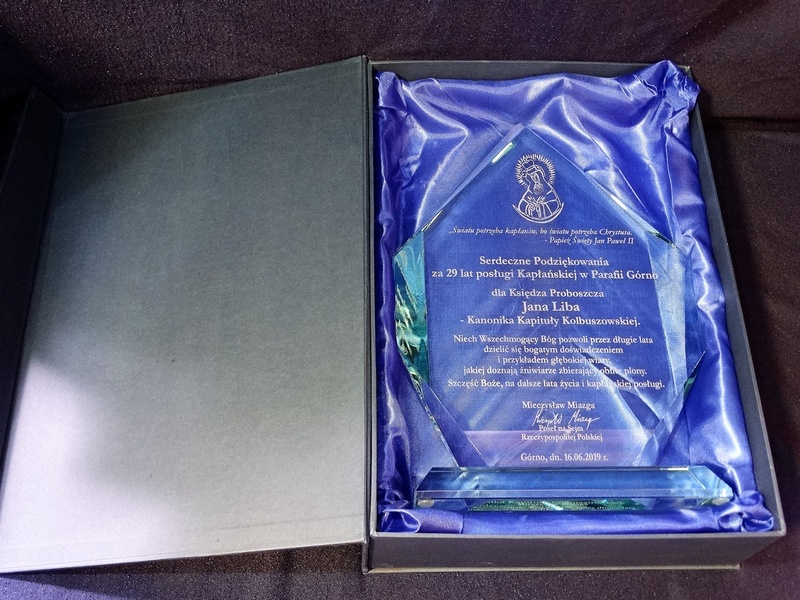 „Światu potrzeba kapłanów, bo światu potrzeba Chrystusa.
- Papież Święty Jan Paweł II
Serdeczne Podziękowania
za 29 lat posługi Kapłańskiej w Parafii Górno
dla Księdza Proboszcza
Jana Liba
- Kanonika Kapituły Kolbuszowskiej.
Niech Wszechmogący Bóg pozwoli przez długie lata
dzielić się bogatym doświadczeniem
i przykładem głębokiej wiary,
jakiej doznają żniwiarze zbierający obfite plony.
Szczęść Boże, na dalsze lata życia i kapłańskiej posługi.
Mieczysław Miazga
Mieczysław Miazga
Poseł na Sejm
Rzeczypospolitej Polskiej
Górno, dn. 16.06.2019 r.